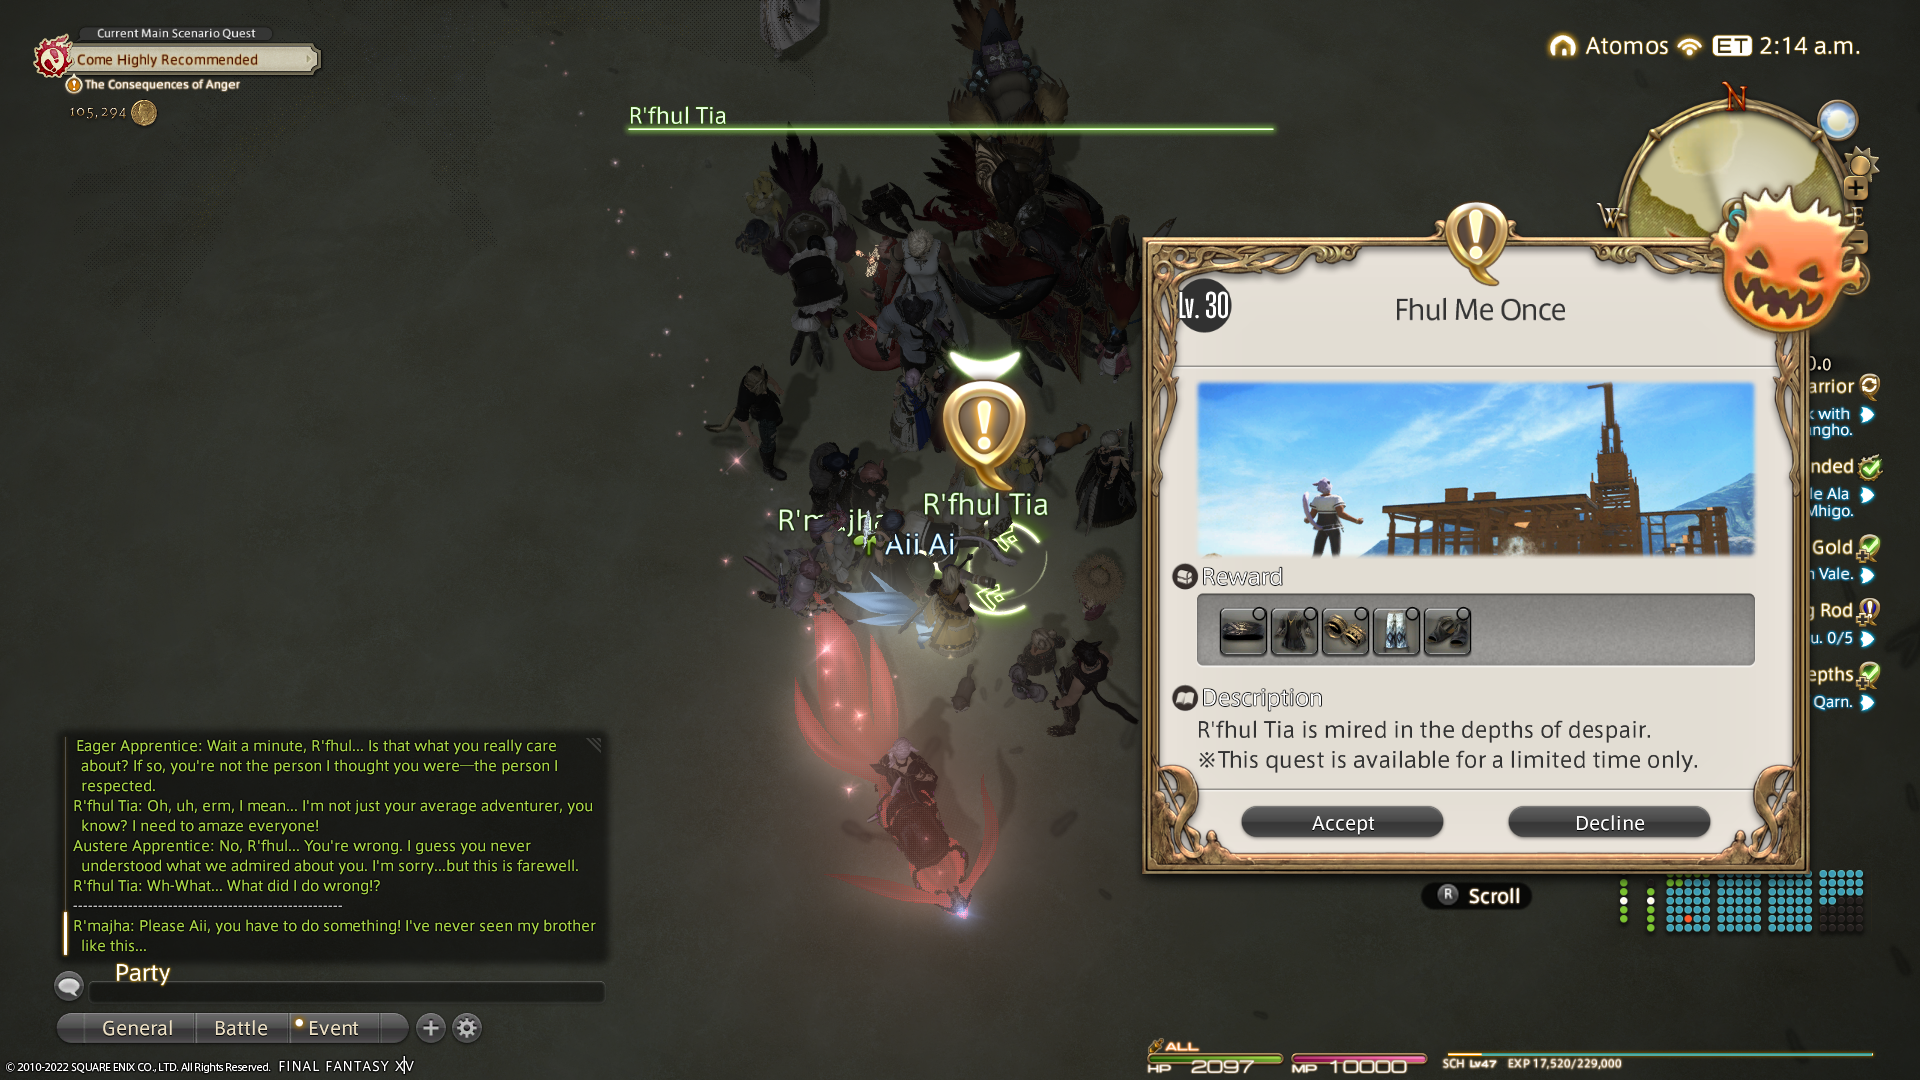 Current Main Scenario Quest
Come Highly Recommended
The Consequences of Anger
105,294
R'fhul Tia
Atomos
ET 2:14 a.m.
N
W
E
Lv. 30
Fhul Me Once
R'fhul Tia
R'majha
Aii Ai
Reward
Description
R'fhul Tia is mired in the depths of despair.
※This quest is available for a limited time only.
Accept
Decline
R Scroll
0.0
arrior
with
ngho.
nded
le Ala
Mhigo.
Gold
Vale.
Rod
u. 0/5
epths
Qarn.
Eager Apprentice: Wait a minute, R'fhul... Is that what you really care
about? If so, you're not the person I thought you were—the person I
respected.
R'fhul Tia: Oh, uh, erm, I mean... I'm not just your average adventurer, you
know? I need to amaze everyone!
Austere Apprentice: No, R'fhul... You're wrong. I guess you never
understood what we admired about you. I'm sorry...but this is farewell.
R'fhul Tia: Wh-What... What did I do wrong!?
------------------------------------------------------
R'majha: Please Aii, you have to do something! I've never seen my brother
like this...
Party
General
Battle
Event
© 2010-2022 SQUARE ENIX CO., LTD. All Rights Reserved. FINAL FANTASY XIV
ALL
HP 2097
MP 10000
SCH Lv47 EXP 17,520/229,000